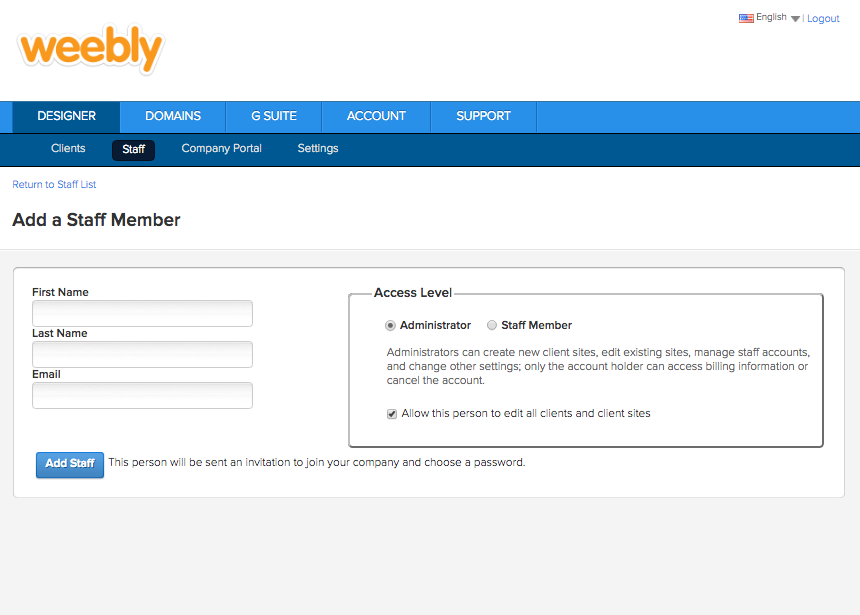 English | Logout
weebly
DESIGNER DOMAINS G SUITE ACCOUNT SUPPORT
Clients Staff Company Portal Settings
Return to Staff List
Add a Staff Member
First Name
Last Name
Email
Access Level
Administrator Staff Member
Administrators can create new client sites, edit existing sites, manage staff accounts,
and change other settings; only the account holder can access billing information or
cancel the account.
Allow this person to edit all clients and client sites
Add Staff This person will be sent an invitation to join your company and choose a password.